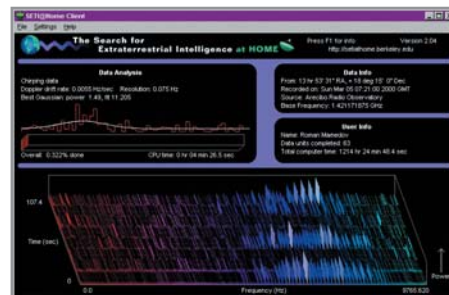 SETI@Home Client
File Settings Help
The Search for
Extraterrestrial Intelligence at HOME
Press F1 for info Version 2.04
http://setiathome.berkeley.edu
Data Analysis
Chirping data
Doppler drift rate: 0.0055 Hz/sec Resolution: 0.075 Hz
Best Gaussian: power 1.49, fit 11.205
Overall: 0.322% done CPU time: 0 hr 04 min 26.5 sec
Data Info
From: 13 hr 53' 31" RA, + 18 deg 15' 0" Dec
Recorded on: Sun Mar 05 07:21:00 2000 GMT
Source: Arecibo Radio Observatory
Base Frequency: 1.421171875 GHz
User Info
Name: Roman Mamedov
Data units completed: 63
Total computer time: 1214 hr 24 min 48.4 sec
107.4
Time (sec)
0
0.0 Frequency (Hz) 9765.620
Power